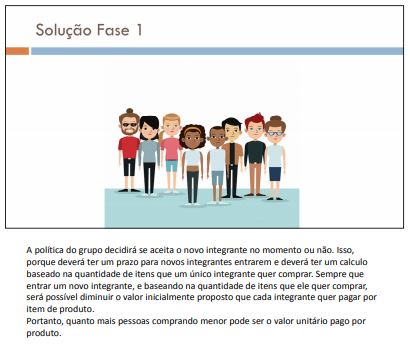 Solução Fase 1
A política do grupo decidirá se aceita o novo integrante no momento ou não. Isso,
porque deverá ter um prazo para novos integrantes entrarem e deverá ter um calculo
baseado na quantidade de itens que um único integrante quer comprar. Sempre que
entrar um novo integrante, e baseando na quantidade de itens que ele quer comprar,
será possível diminuir o valor inicialmente proposto que cada integrante quer pagar por
item de produto.
Portanto, quanto mais pessoas comprando menor pode ser o valor unitário pago por
produto.